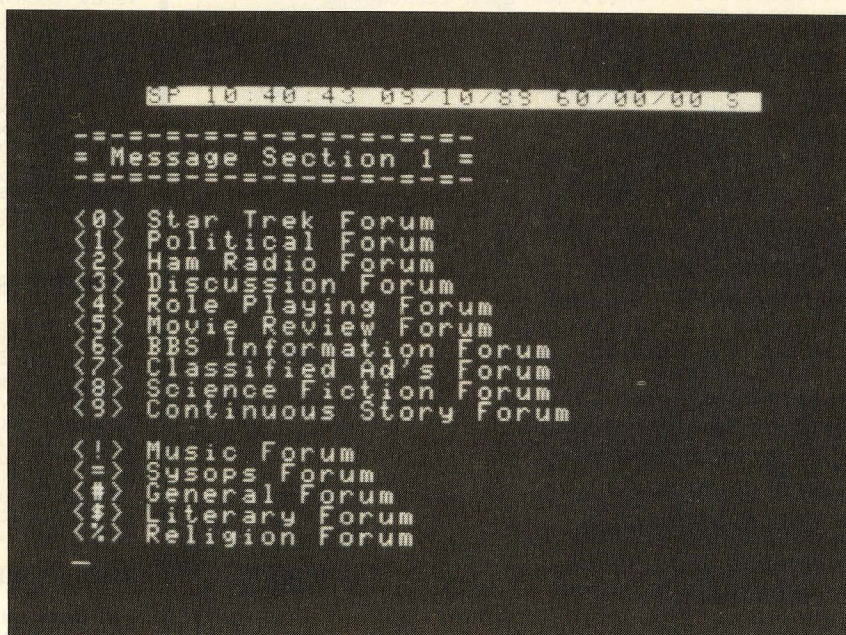 SP 10:40:43 09/10/89 60/00/00 S
-=-=-=-=-=-=-=-=-=-=-=-
= Message Section 1 =
-=-=-=-=-=-=-=-=-=-=-=-
<0> Star Trek Forum
<1> Political Forum
<2> Ham Radio Forum
<3> Discussion Forum
<4> Role Playing Forum
<5> Movie Review Forum
<6> BBS Information Forum
<7> Classified Ad's Forum
<8> Science Fiction Forum
<9> Continuous Story Forum
<!> Music Forum
<=> Sysops Forum
<#> General Forum
<$> Literary Forum
<%> Religion Forum